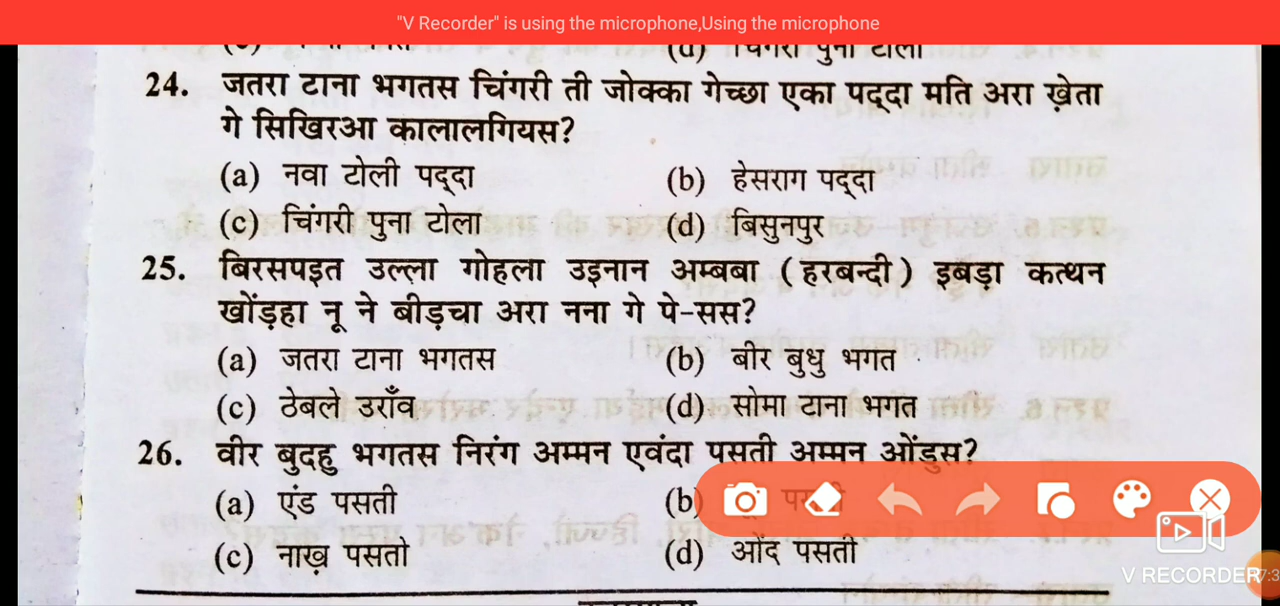 "V Recorder" is using the microphone,Using the microphone
(d) चिंगरी पुना टोला
24. जतरा टाना भगतस चिंगरी ती जोक्का गेच्छा एका पद्दा मति अरा ख़ेता
गे सिखिरआ कालालगियस?
(a) नवा टोली पद्दा (b) हेसराग पद्दा
(c) चिंगरी पुना टोला (d) बिसुनपुर
25. बिरसपइत उल्ला गोहला उइनान अम्बबा (हरबन्दी) इबड़ा कत्थन
खोंड़हा नू ने बीड़चा अरा नना गे पे-सस?
(a) जतरा टाना भगतस (b) बीर बुधु भगत
(c) ठेबले उराँव (d) सोमा टाना भगत
26. वीर बुदहु भगतस निरंग अम्मन एवंदा पसती अम्मन ओंड्स?
(a) एंड पसती (b)
(c) नाख़ पसतो (d) ओंद पसती
V RECORDER